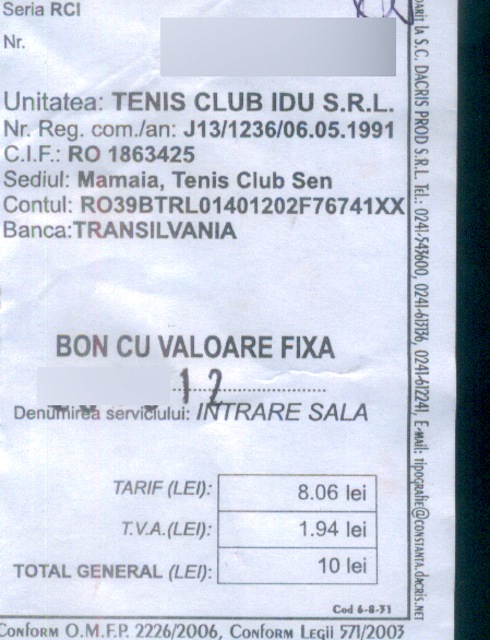 Seria RCI
Nr.
Unitatea: TENIS CLUB IDU S.R.L.
Nr. Reg. com./an: J13/1236/06.05.1991
C.I.F.: RO 1863425
Sediul: Mamaia, Tenis Club Sen
Contul: RO39BTRL01401202F76741XX
Banca:TRANSILVANIA
BON CU VALOARE FIXA
12
Denumirea serviciului: INTRARE SALA
TARIF (LEI): 8.06 lei
T.V.A.(LEI): 1.94 lei
TOTAL GENERAL (LEI): 10 lei
Cod 6-8-31
Conform O.M.F.P. 2226/2006, Conform Legii 571/2003
la S.C. DACRIS PROD S.R.L. Tel.: 0241-543600, 0241-613136, 0241-612241, E-mail: tipografie@constanta.dacris.net